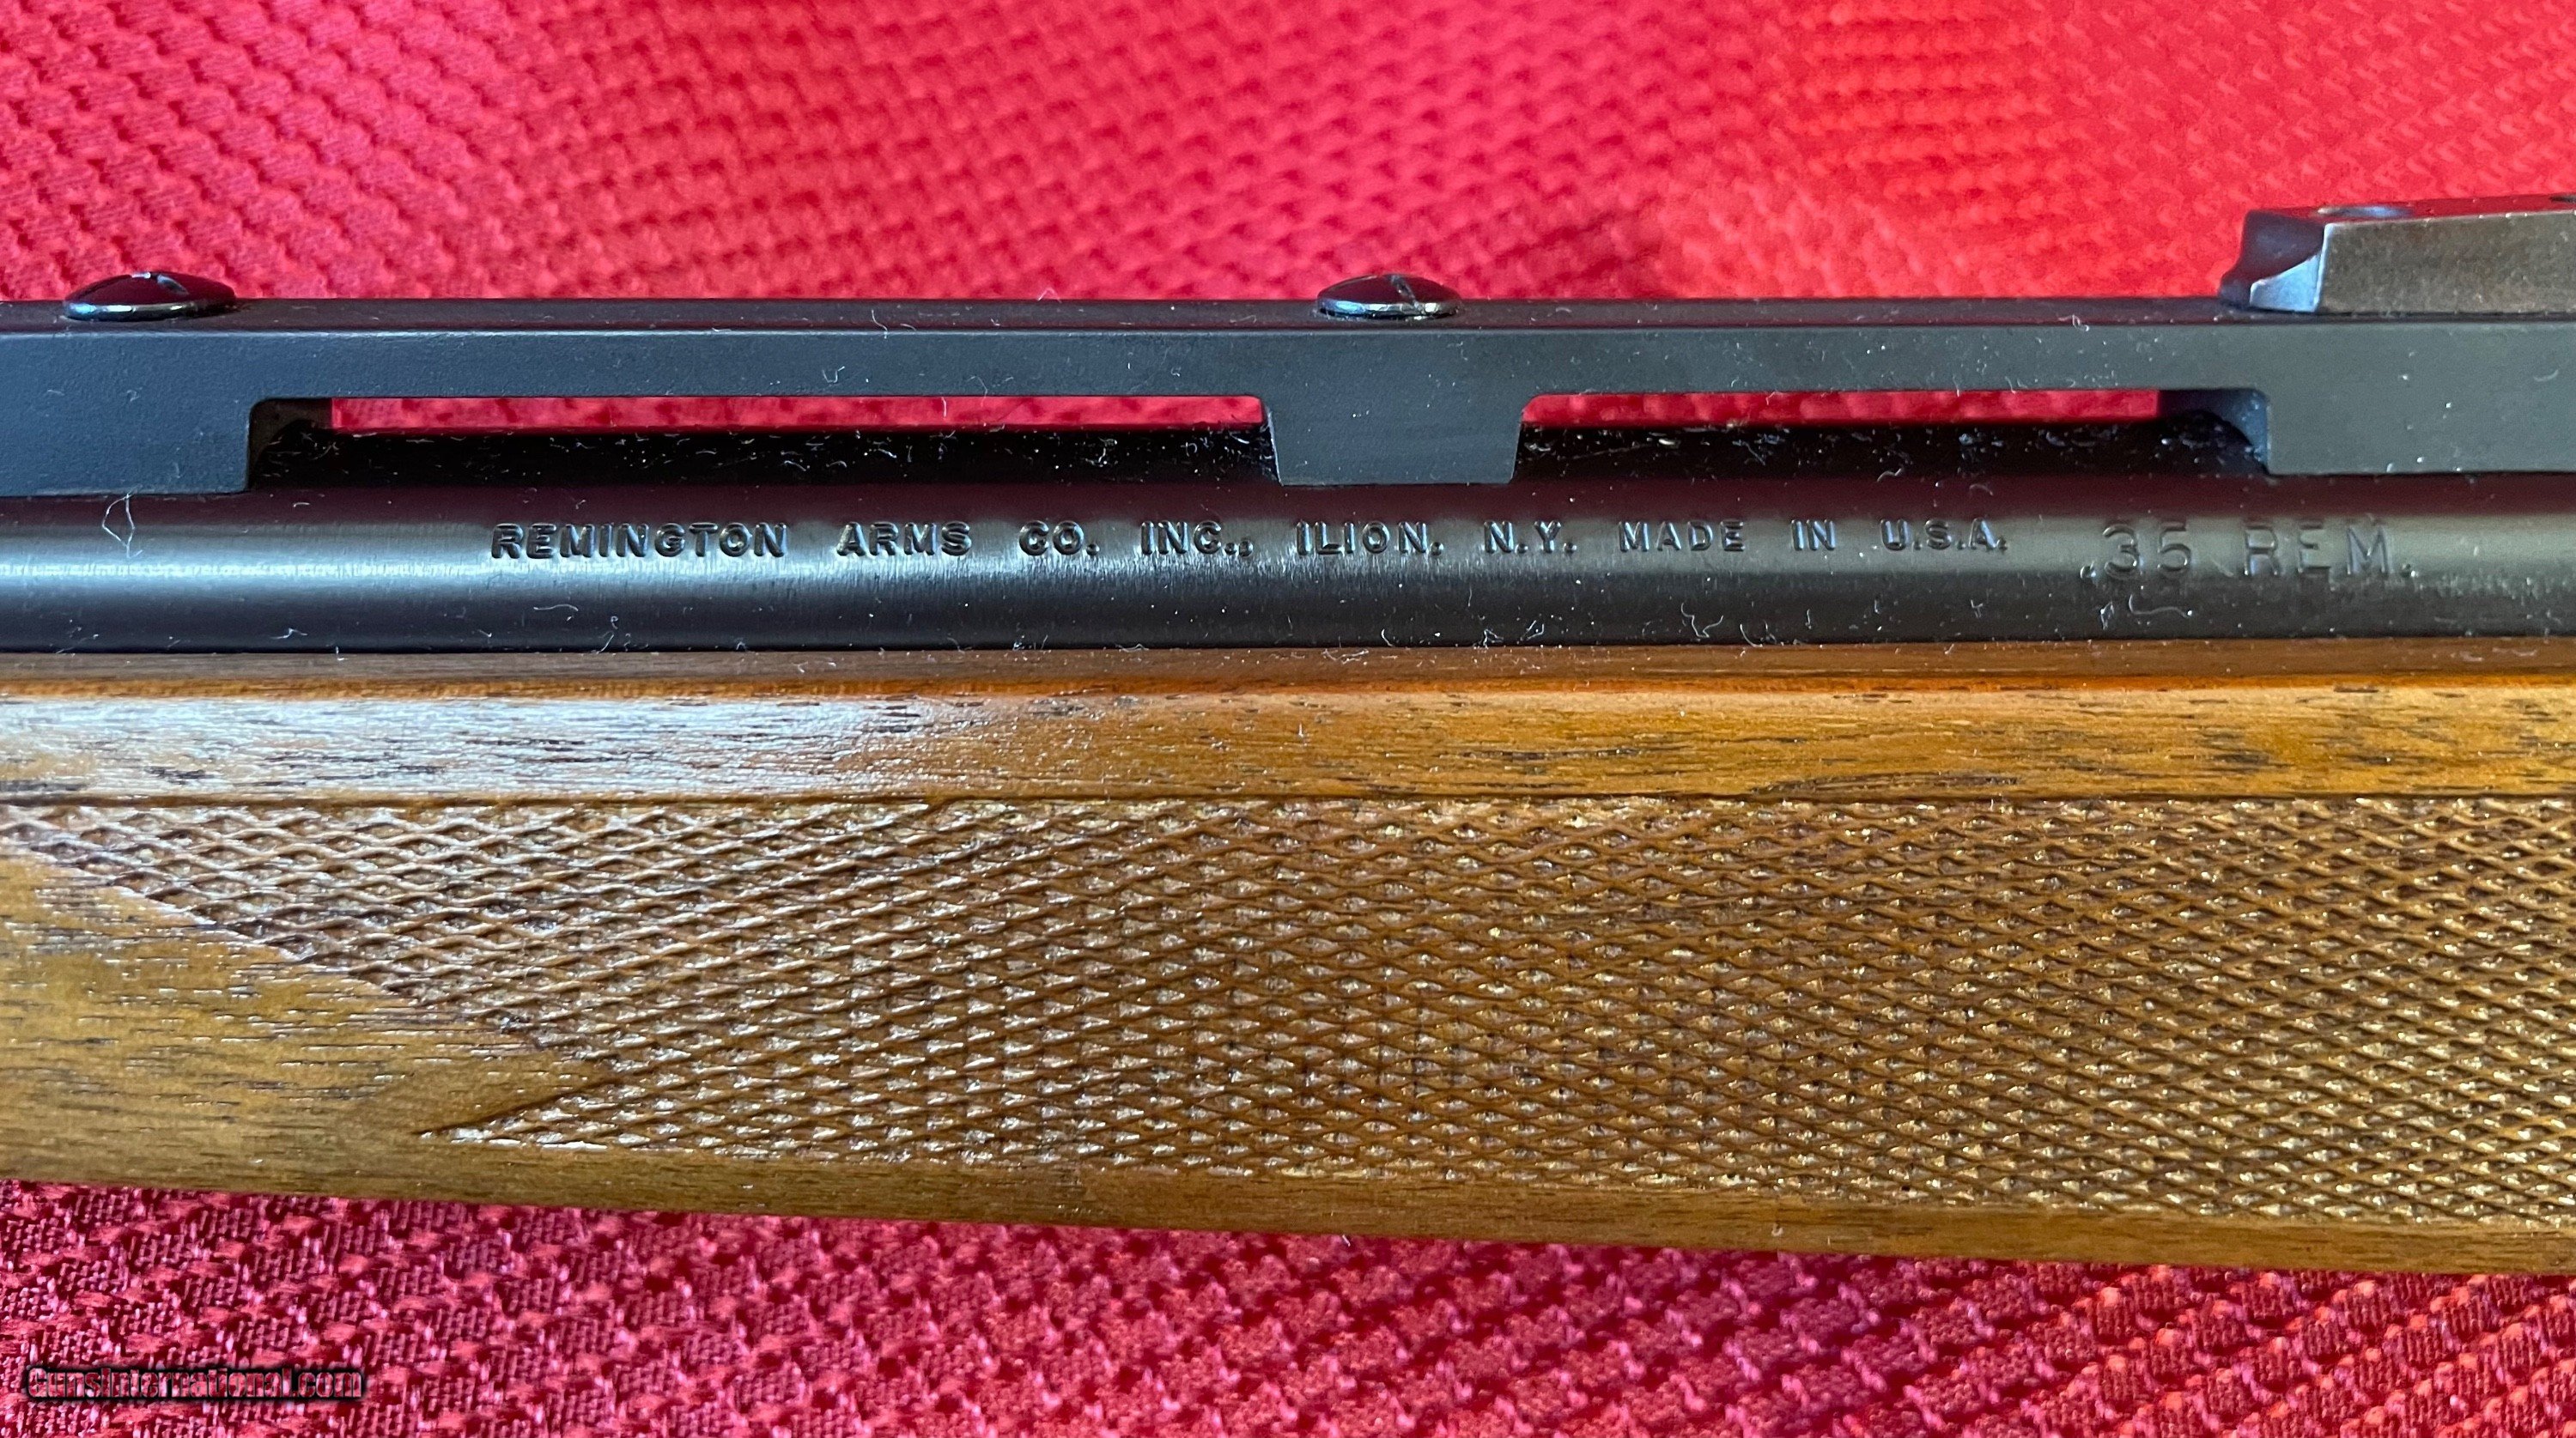 REMINGTON ARMS CO. INC., ILION, N.Y. MADE IN U.S.A. .35 REM.
GunsInternational.com